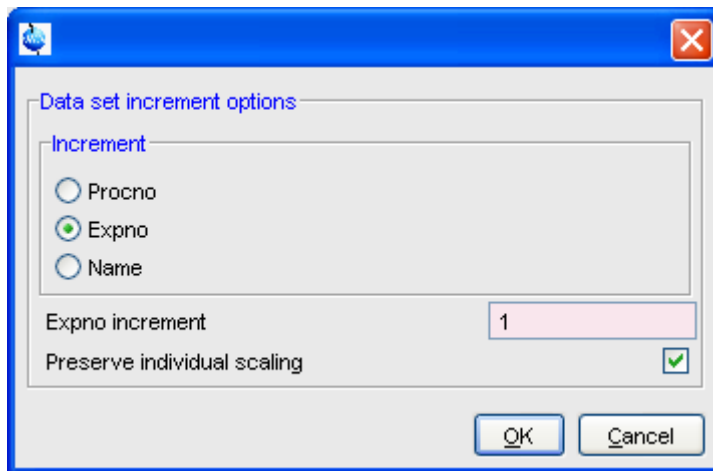 Data set increment options
Increment
Procno
Expno
Name
Expno increment 1
Preserve individual scaling
OK Cancel